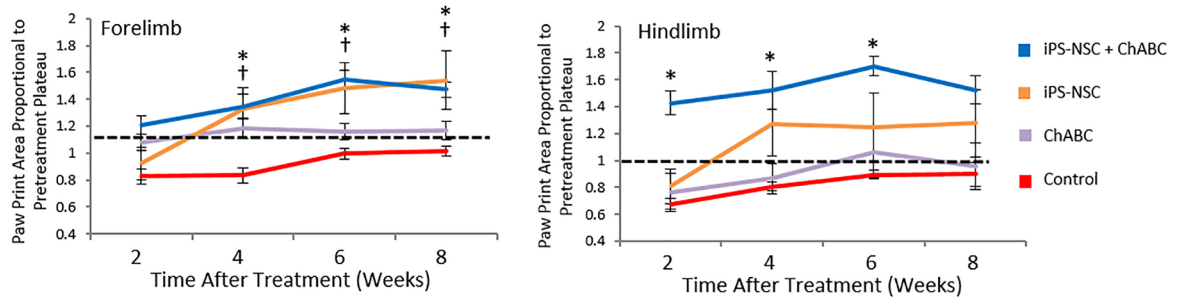 Forelimb
Paw Print Area Proportional to
Pretreatment Plateau
2
1.8
1.6
1.4
1.2
1
0.8
0.6
0.4
*
†
*
†
*
†
2 4 6 8
Time After Treatment (Weeks)
Hindlimb
Paw Print Area Proportional to
Pretreatment Plateau
2
1.8
1.6
1.4
1.2
1
0.8
0.6
0.4
*
*
*
2 4 6 8
Time After Treatment (Weeks)
iPS-NSC + ChABC
iPS-NSC
ChABC
Control